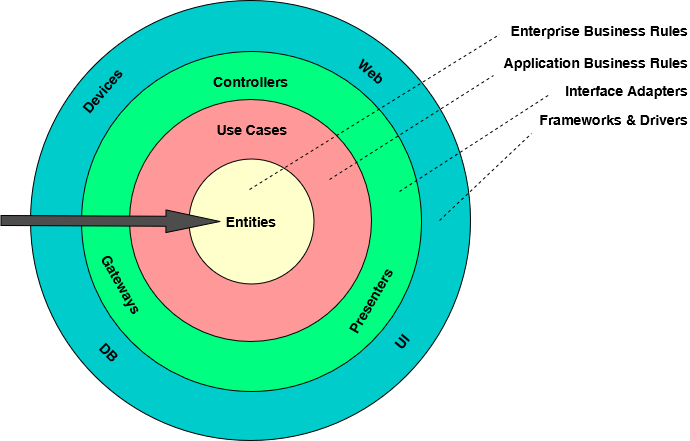 Enterprise Business Rules
Application Business Rules
Interface Adapters
Frameworks & Drivers
Devices
Web
Controllers
Use Cases
Entities
Gateways
Presenters
DB
UI